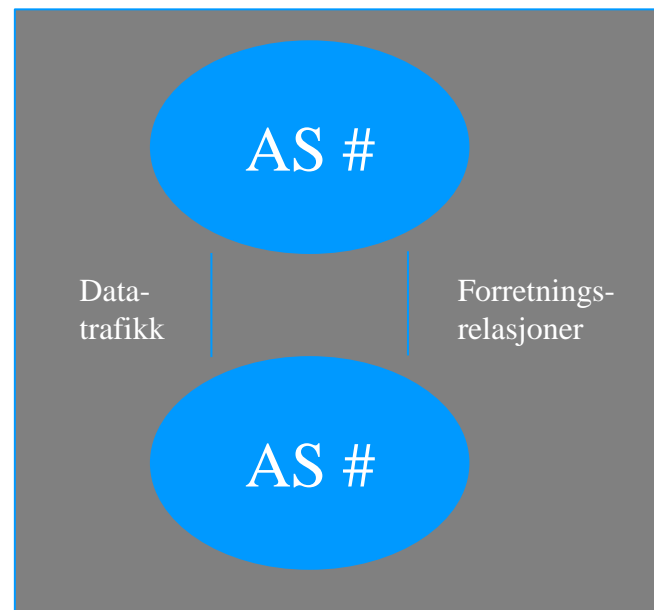 AS #
Data-
trafikk
Forretnings-
relasjoner
AS #